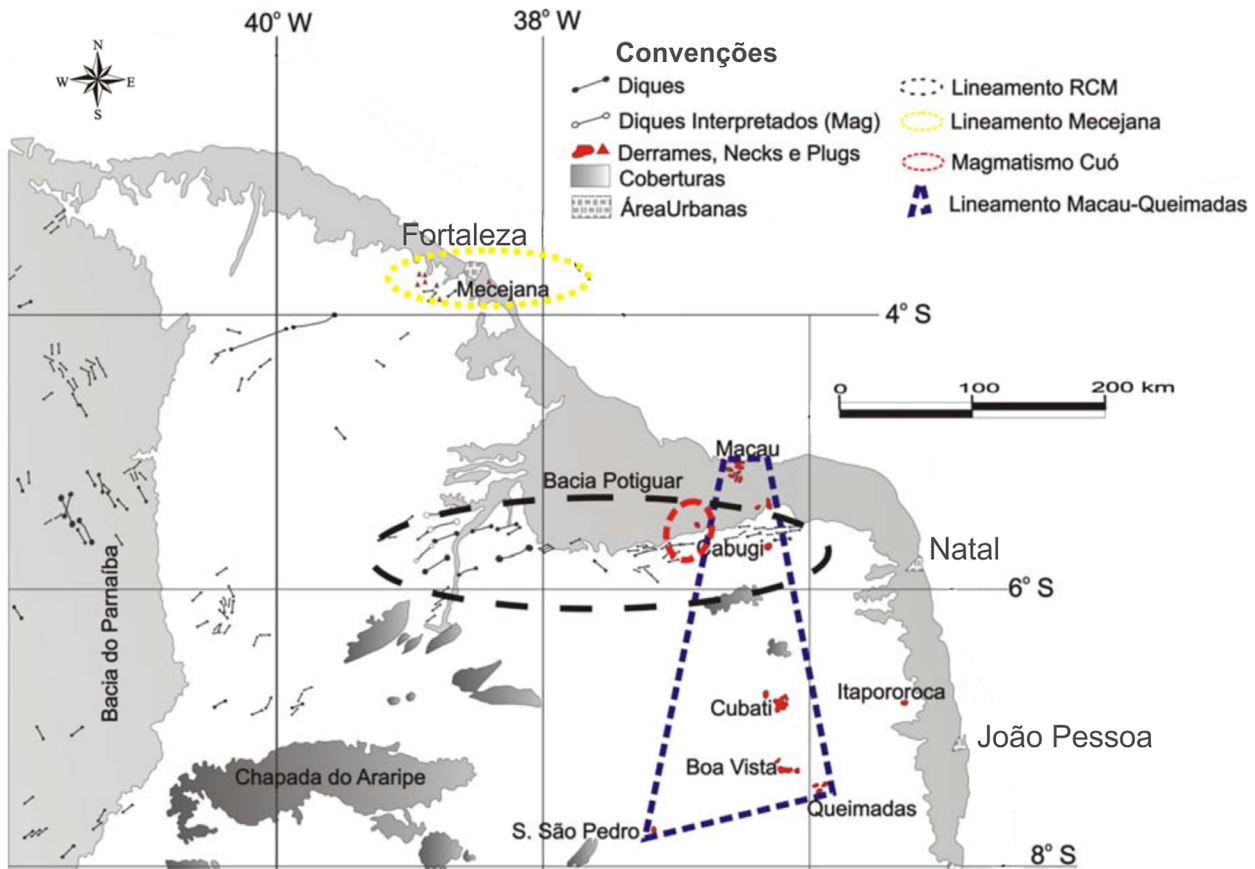 40° W
38° W
N
W
E
S
Convenções
Diques
Diques Interpretados (Mag)
Derrames, Necks e Plugs
Coberturas
ÁreaUrbanas
Lineamento RCM
Lineamento Mecejana
Magmatismo Cuó
Lineamento Macau-Queimadas
Fortaleza
Mecejana
4° S
0
100
200 km
Macau
Bacia Potiguar
Cabugi
Natal
6° S
Bacia do Parnaíba
Cubati
Itapororoca
João Pessoa
Boa Vista
Chapada do Araripe
Queimadas
S. São Pedro
8° S